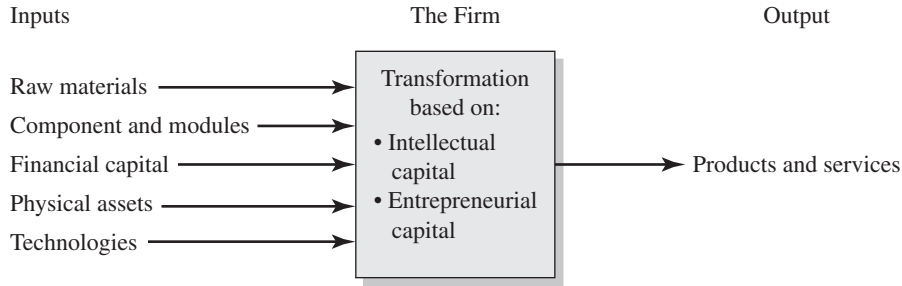 Inputs
The Firm
Output
Raw materials
Component and modules
Financial capital
Physical assets
Technologies
Transformation
based on:
• Intellectual
capital
• Entrepreneurial
capital
Products and services